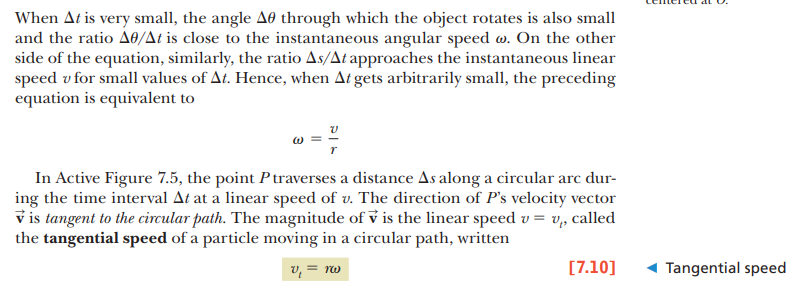 centered at O.
When Δt is very small, the angle Δθ through which the object rotates is also small
and the ratio Δθ/Δt is close to the instantaneous angular speed ω. On the other
side of the equation, similarly, the ratio Δs/Δt approaches the instantaneous linear
speed v for small values of Δt. Hence, when Δt gets arbitrarily small, the preceding
equation is equivalent to
ω = v/r
In Active Figure 7.5, the point P traverses a distance Δs along a circular arc dur-
ing the time interval Δt at a linear speed of v. The direction of P's velocity vector
v⃗ is tangent to the circular path. The magnitude of v⃗ is the linear speed v = vₜ, called
the tangential speed of a particle moving in a circular path, written
vₜ = rω [7.10] ◀ Tangential speed